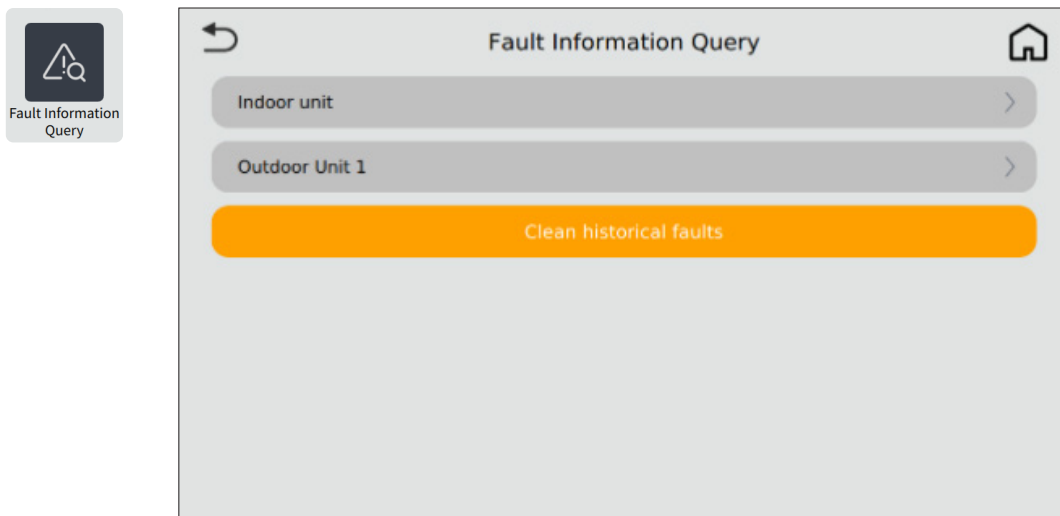 Fault Information
Query
Fault Information Query
Indoor unit
Outdoor Unit 1
Clean historical faults